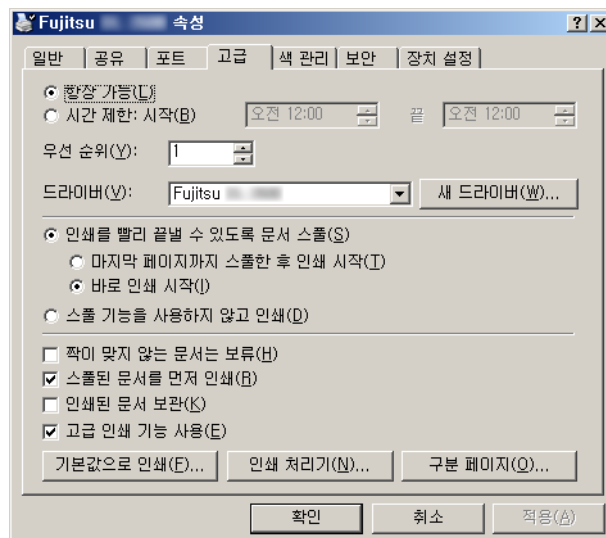 Fujitsu 속성
일반 공유 포트 고급 색 관리 보안 장치 설정
항상 가능(L)
시간 제한: 시작(B) 오전 12:00 끝 오전 12:00
우선 순위(Y): 1
드라이버(V): Fujitsu 새 드라이버(W)...
인쇄를 빨리 끝낼 수 있도록 문서 스풀(S)
마지막 페이지까지 스풀한 후 인쇄 시작(T)
바로 인쇄 시작(I)
스풀 기능을 사용하지 않고 인쇄(D)
짝이 맞지 않는 문서는 보류(H)
스풀된 문서를 먼저 인쇄(R)
인쇄된 문서 보관(K)
고급 인쇄 기능 사용(E)
기본값으로 인쇄(F)... 인쇄 처리기(N)... 구분 페이지(O)...
확인 취소 적용(A)